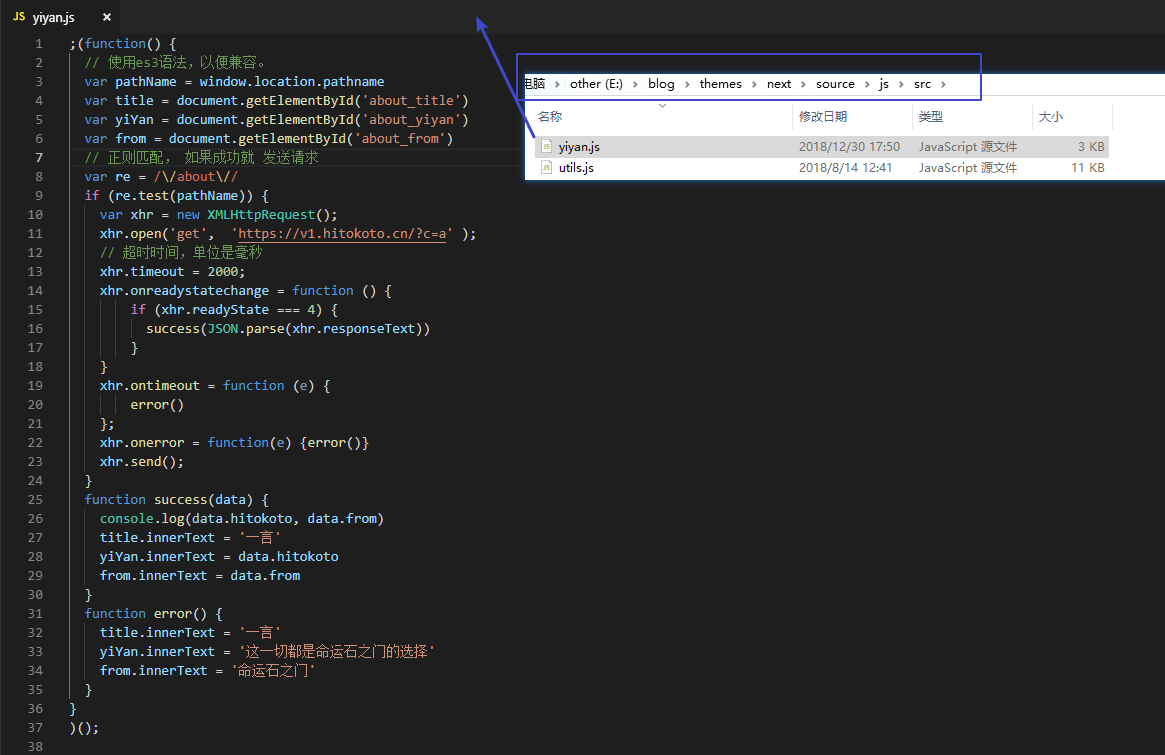 JS yiyan.js ×
1 ;(function() {
2 // 使用es3语法，以便兼容。
3 var pathName = window.location.pathname
4 var title = document.getElementById('about_title')
5 var yiYan = document.getElementById('about_yiyan')
6 var from = document.getElementById('about_from')
7 // 正则匹配， 如果成功就 发送请求
8 var re = /\/about\//
9 if (re.test(pathName)) {
10 var xhr = new XMLHttpRequest();
11 xhr.open('get', 'https://v1.hitokoto.cn/?c=a' );
12 // 超时时间，单位是毫秒
13 xhr.timeout = 2000;
14 xhr.onreadystatechange = function () {
15 if (xhr.readyState === 4) {
16 success(JSON.parse(xhr.responseText))
17 }
18 }
19 xhr.ontimeout = function (e) {
20 error()
21 };
22 xhr.onerror = function(e) {error()}
23 xhr.send();
24 }
25 function success(data) {
26 console.log(data.hitokoto, data.from)
27 title.innerText = '一言'
28 yiYan.innerText = data.hitokoto
29 from.innerText = data.from
30 }
31 function error() {
32 title.innerText = '一言'
33 yiYan.innerText = '这一切都是命运石之门的选择'
34 from.innerText = '命运石之门'
35 }
36 }
37 )();
38
电脑 › other (E:) › blog › themes › next › source › js › src ›
名称 修改日期 类型 大小
yiyan.js 2018/12/30 17:50 JavaScript 源文件 3 KB
utils.js 2018/8/14 12:41 JavaScript 源文件 11 KB